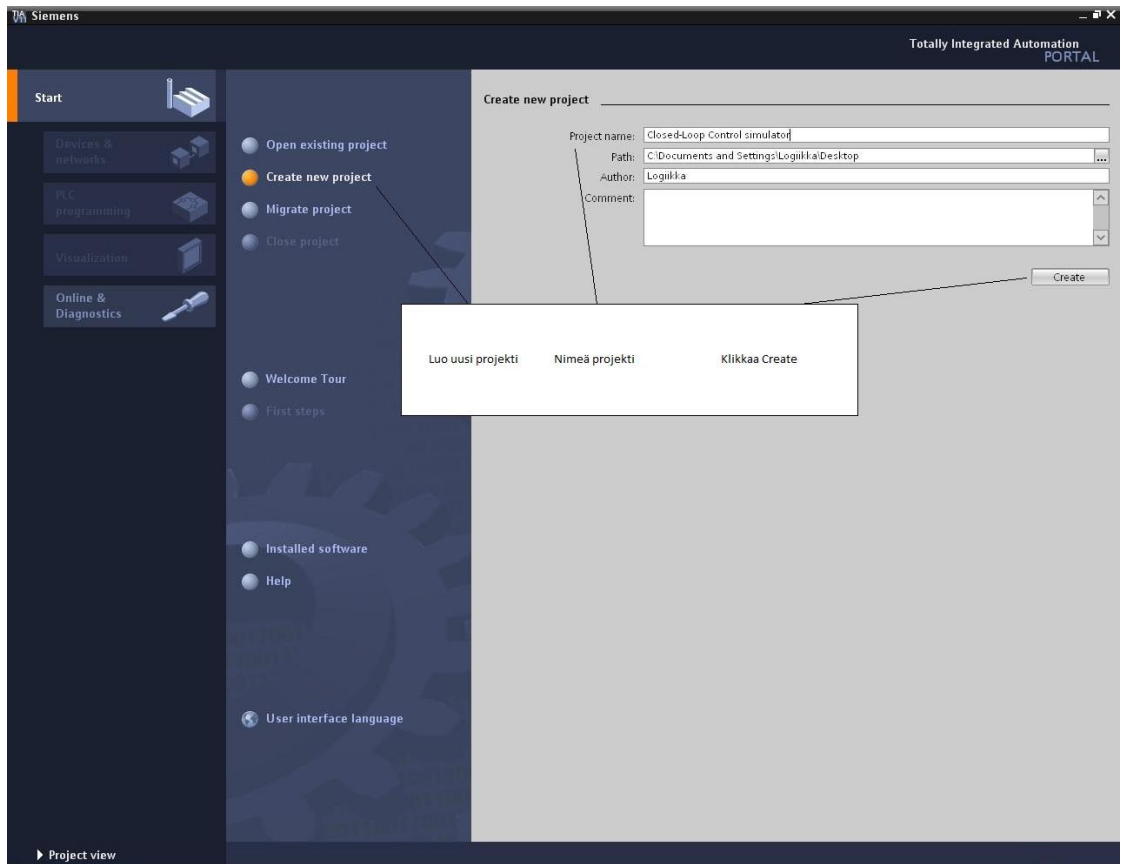 Siemens
Totally Integrated Automation
PORTAL
Start
Devices &
networks
PLC
programming
Visualization
Online &
Diagnostics
Open existing project
Create new project
Migrate project
Close project
Welcome Tour
First steps
Installed software
Help
User interface language
Create new project
Project name: Closed-Loop Control simulator
Path: C:\Documents and Settings\Logiikka\Desktop
...
Author: Logiikka
Comment:
Create
Luo uusi projekti Nimeä projekti Klikkaa Create
Project view